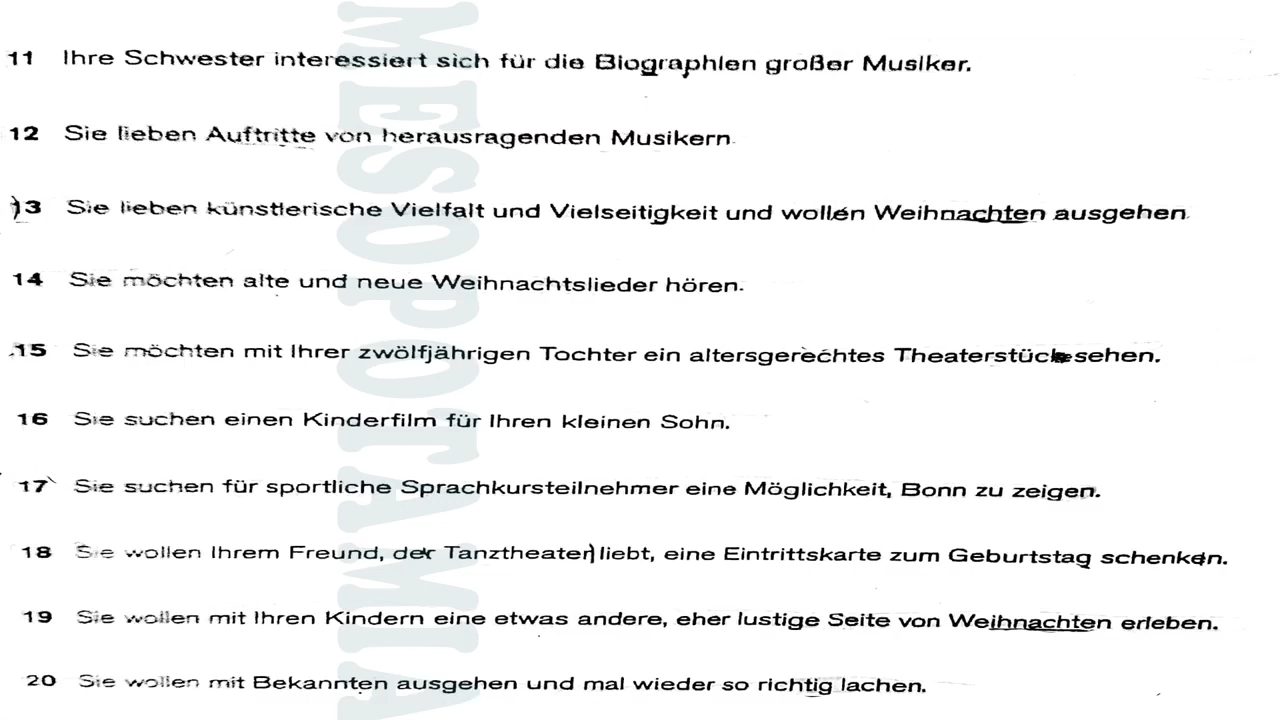 11 Ihre Schwester interessiert sich für die Biographien großer Musiker.
12 Sie lieben Auftritte von herausragenden Musikern.
13 Sie lieben künstlerische Vielfalt und Vielseitigkeit und wollen Weihnachten ausgehen.
14 Sie möchten alte und neue Weihnachtslieder hören.
15 Sie möchten mit Ihrer zwölfjährigen Tochter ein altersgerechtes Theaterstück sehen.
16 Sie suchen einen Kinderfilm für Ihren kleinen Sohn.
17 Sie suchen für sportliche Sprachkursteilnehmer eine Möglichkeit, Bonn zu zeigen.
18 Sie wollen Ihrem Freund, der Tanztheater liebt, eine Eintrittskarte zum Geburtstag schenken.
19 Sie wollen mit Ihren Kindern eine etwas andere, eher lustige Seite von Weihnachten erleben.
20 Sie wollen mit Bekannten ausgehen und mal wieder so richtig lachen.
MESOPOTAMIA